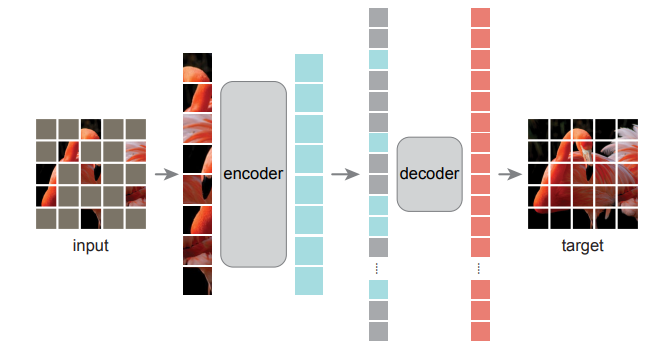 encoder
decoder
input
target